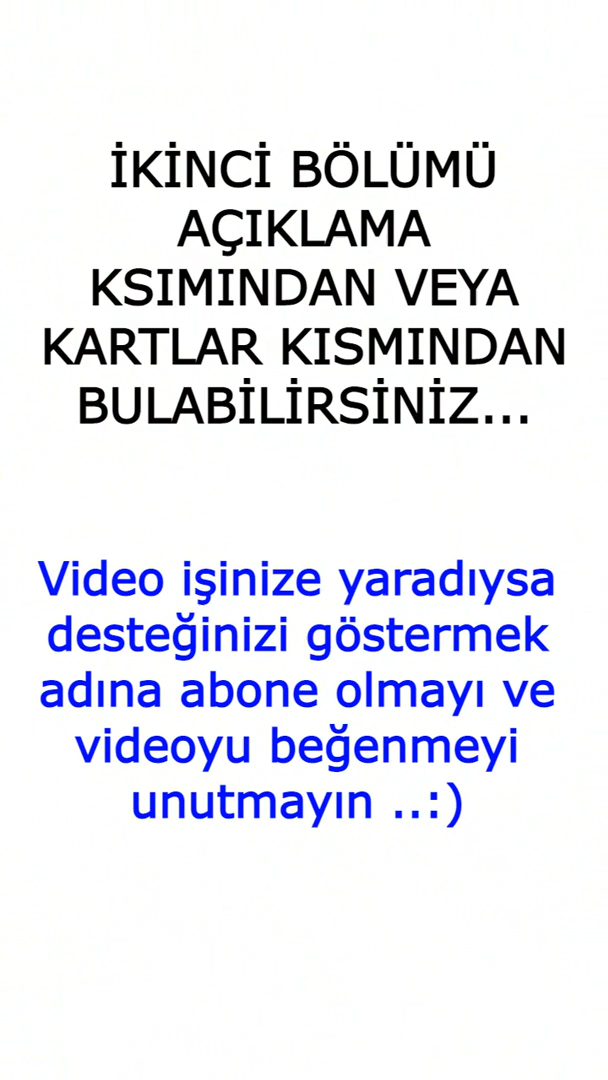 İKİNCİ BÖLÜMÜ
AÇIKLAMA
KSIMINDAN VEYA
KARTLAR KISMINDAN
BULABİLİRSİNİZ...
Video işinize yaradıysa
desteğinizi göstermek
adına abone olmayı ve
videoyu beğenmeyi
unutmayın ..:)